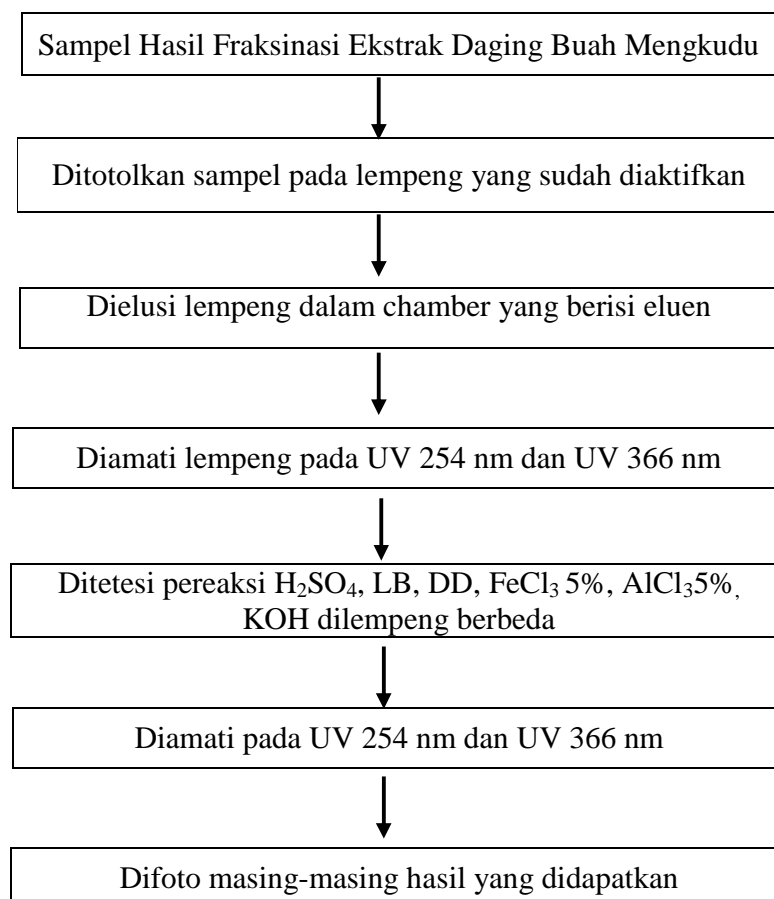 Sampel Hasil Fraksinasi Ekstrak Daging Buah Mengkudu
Ditotolkan sampel pada lempeng yang sudah diaktifkan
Dielusi lempeng dalam chamber yang berisi eluen
Diamati lempeng pada UV 254 nm dan UV 366 nm
Ditetesi pereaksi H₂SO₄, LB, DD, FeCl₃ 5%, AlCl₃5%,
KOH dilempeng berbeda
Diamati pada UV 254 nm dan UV 366 nm
Difoto masing-masing hasil yang didapatkan